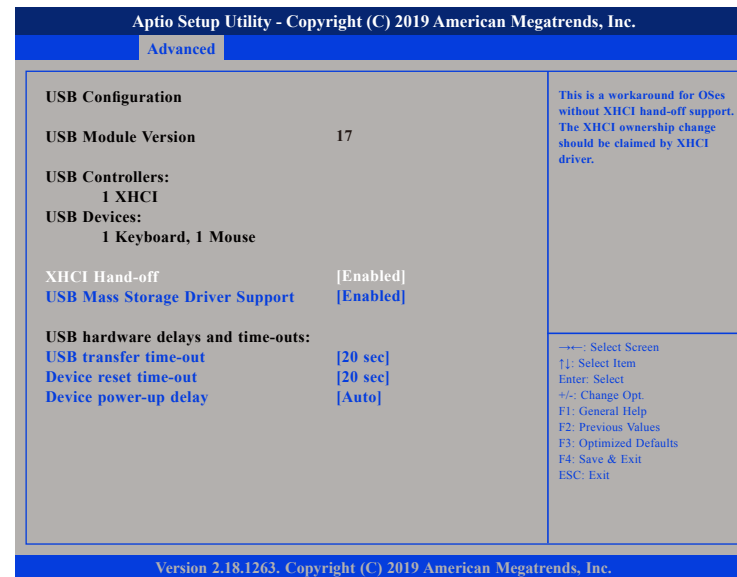 Aptio Setup Utility - Copyright (C) 2019 American Megatrends, Inc.
Advanced
USB Configuration
USB Module Version 17
USB Controllers:
1 XHCI
USB Devices:
1 Keyboard, 1 Mouse
XHCI Hand-off [Enabled]
USB Mass Storage Driver Support [Enabled]
USB hardware delays and time-outs:
USB transfer time-out [20 sec]
Device reset time-out [20 sec]
Device power-up delay [Auto]
This is a workaround for OSes
without XHCI hand-off support.
The XHCI ownership change
should be claimed by XHCI
driver.
→←: Select Screen
↑↓: Select Item
Enter: Select
+/-: Change Opt.
F1: General Help
F2: Previous Values
F3: Optimized Defaults
F4: Save & Exit
ESC: Exit
Version 2.18.1263. Copyright (C) 2019 American Megatrends, Inc.